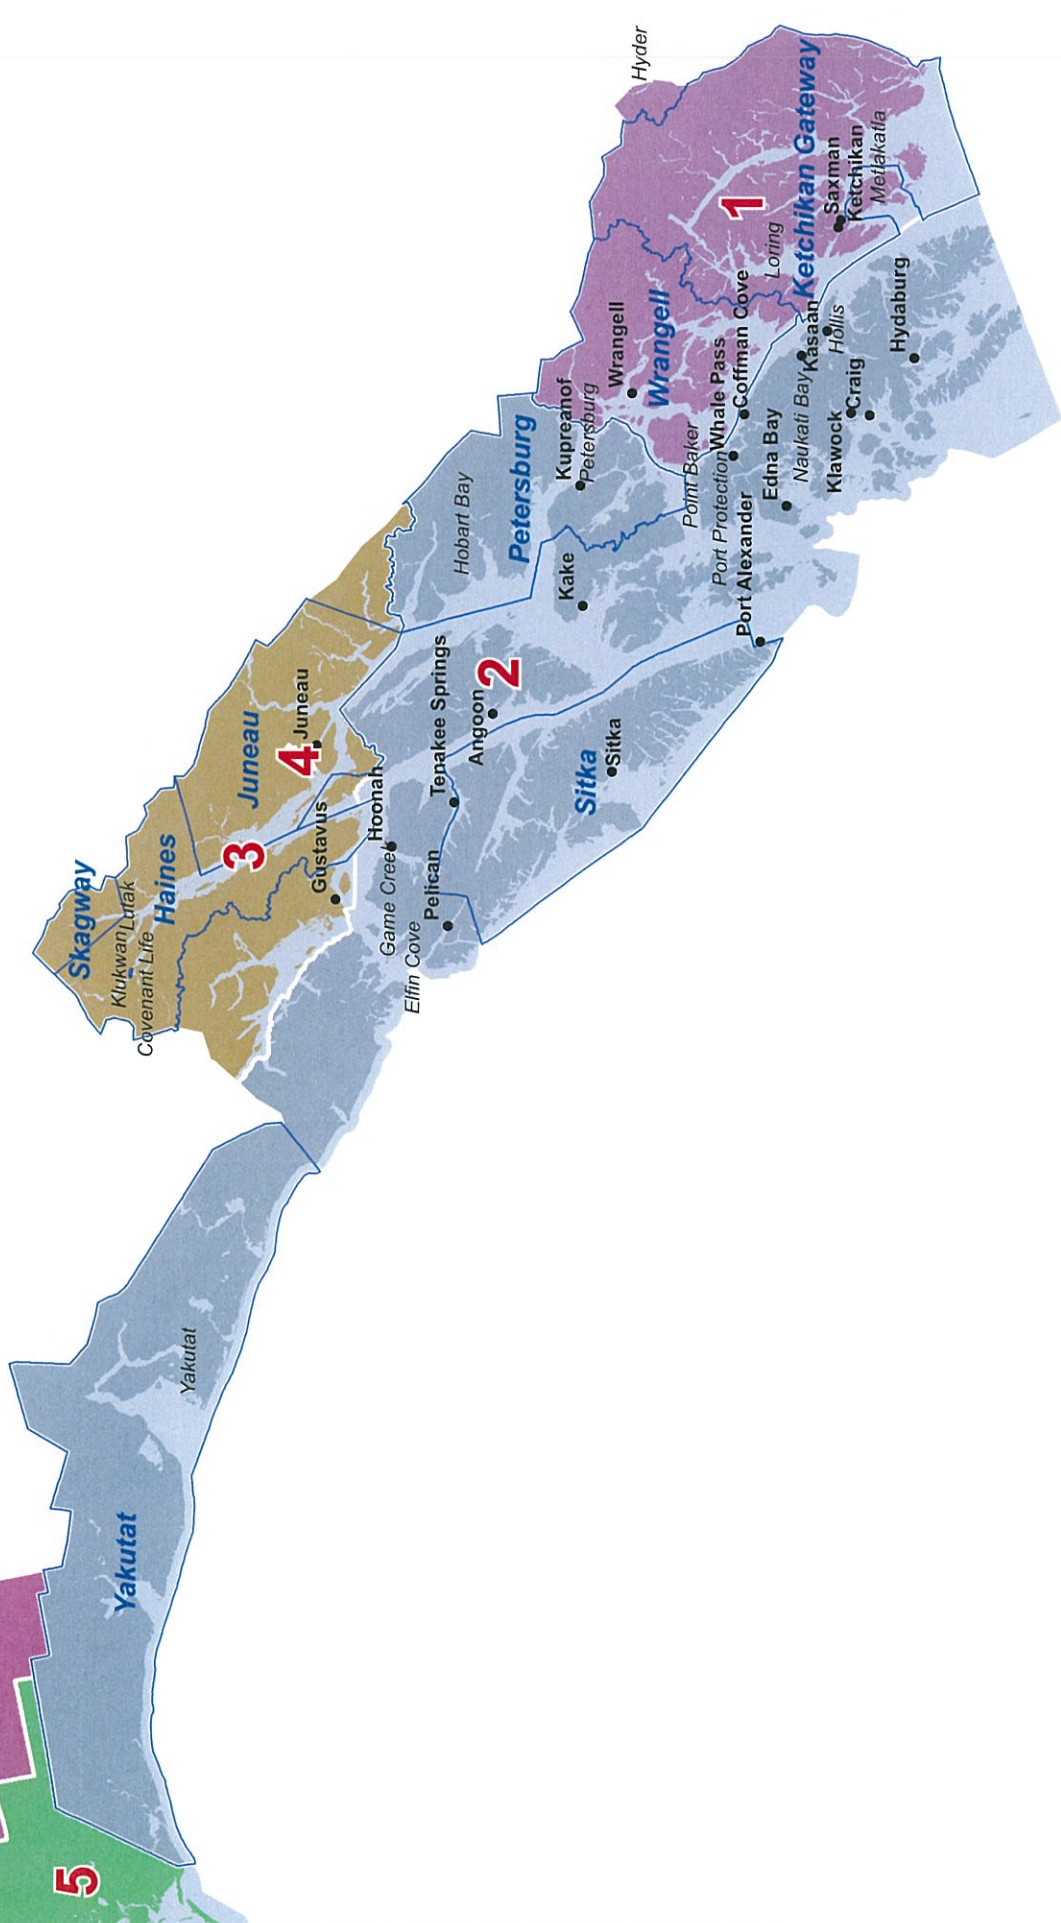 5
Yakutat
Yakutat
Skagway
Klukwan
Lutak
Covenant Life
Haines
3
Juneau
4
Juneau
Gustavus
Hoonah
Game Creek
Elfin Cove
Pelican
Tenakee Springs
Angoon
2
Sitka
Sitka
Hobart Bay
Petersburg
Kupreanof
Petersburg
Kake
Wrangell
Wrangell
Point Baker
Port Protection
Whale Pass
Port Alexander
Coffman Cove
Edna Bay
Naukati Bay
Kasaan
Hollis
Klawock
Craig
Hydaburg
Hyder
1
Loring
Ketchikan Gateway
Saxman
Ketchikan
Metlakatla